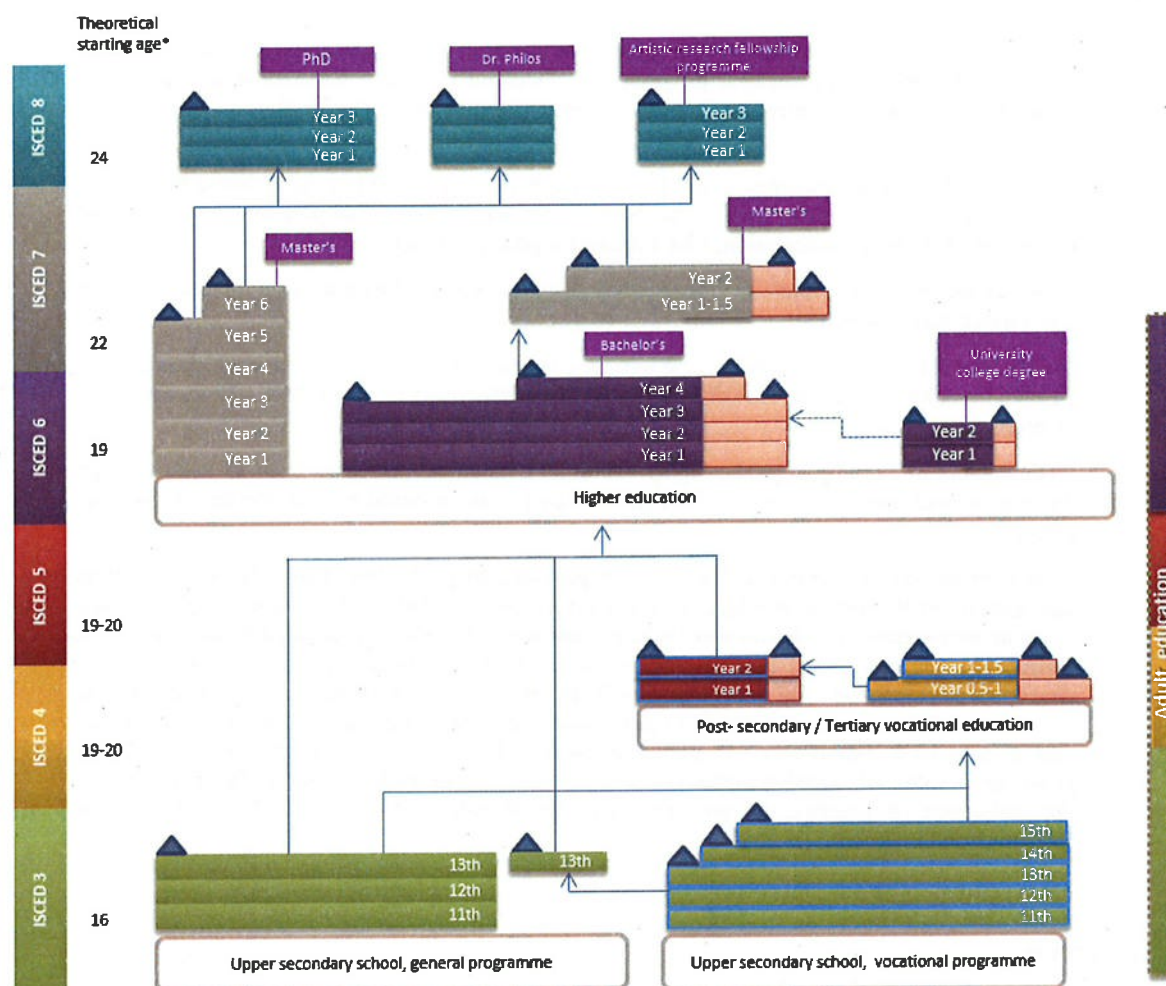 Theoretical
starting age*
PhD
Dr. Philos
Artistic research fellowship
programme
ISCED 8
Year 3
Year 2
Year 1
Year 3
Year 2
Year 1
24
ISCED 7
Master's
Master's
Year 6
Year 5
Year 4
Year 3
Year 2
Year 1
Year 2
Year 1-1.5
22
ISCED 6
Bachelor's
Year 4
Year 3
Year 2
Year 1
University
college degree
Year 2
Year 1
19
Higher education
ISCED 5
19-20
Year 2
Year 1
Year 1-1.5
Year 0.5-1
Post- secondary / Tertiary vocational education
ISCED 4
19-20
Adult education
ISCED 3
13th
12th
11th
13th
15th
14th
13th
12th
11th
16
Upper secondary school, general programme
Upper secondary school, vocational programme